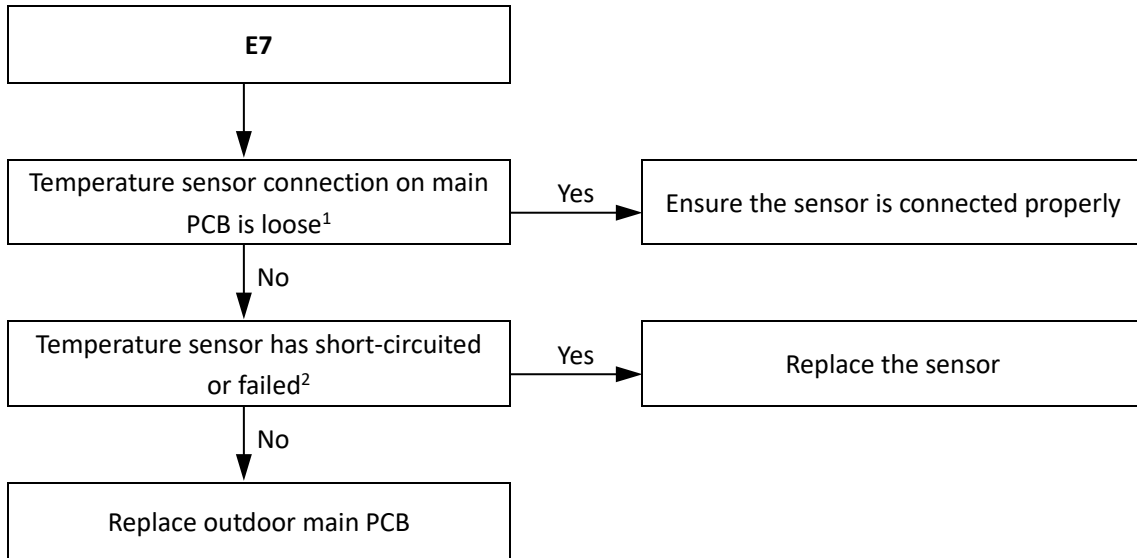 E7
Temperature sensor connection on main
PCB is loose¹
Yes
Ensure the sensor is connected properly
No
Temperature sensor has short-circuited
or failed²
Yes
Replace the sensor
No
Replace outdoor main PCB